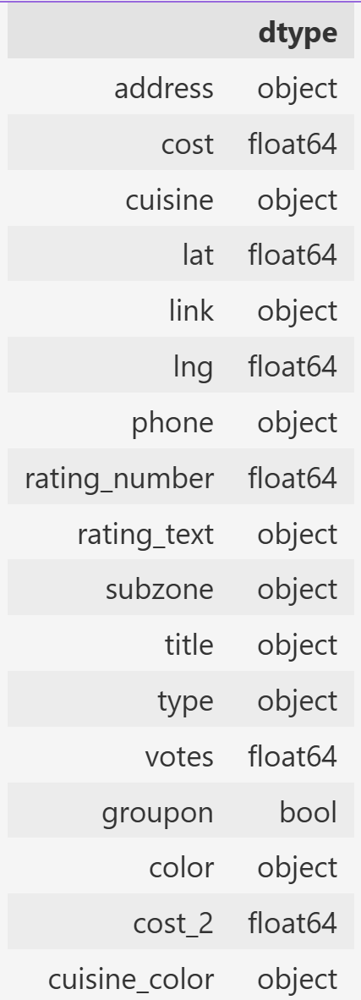 dtype
address object
cost float64
cuisine object
lat float64
link object
lng float64
phone object
rating_number float64
rating_text object
subzone object
title object
type object
votes float64
groupon bool
color object
cost_2 float64
cuisine_color object